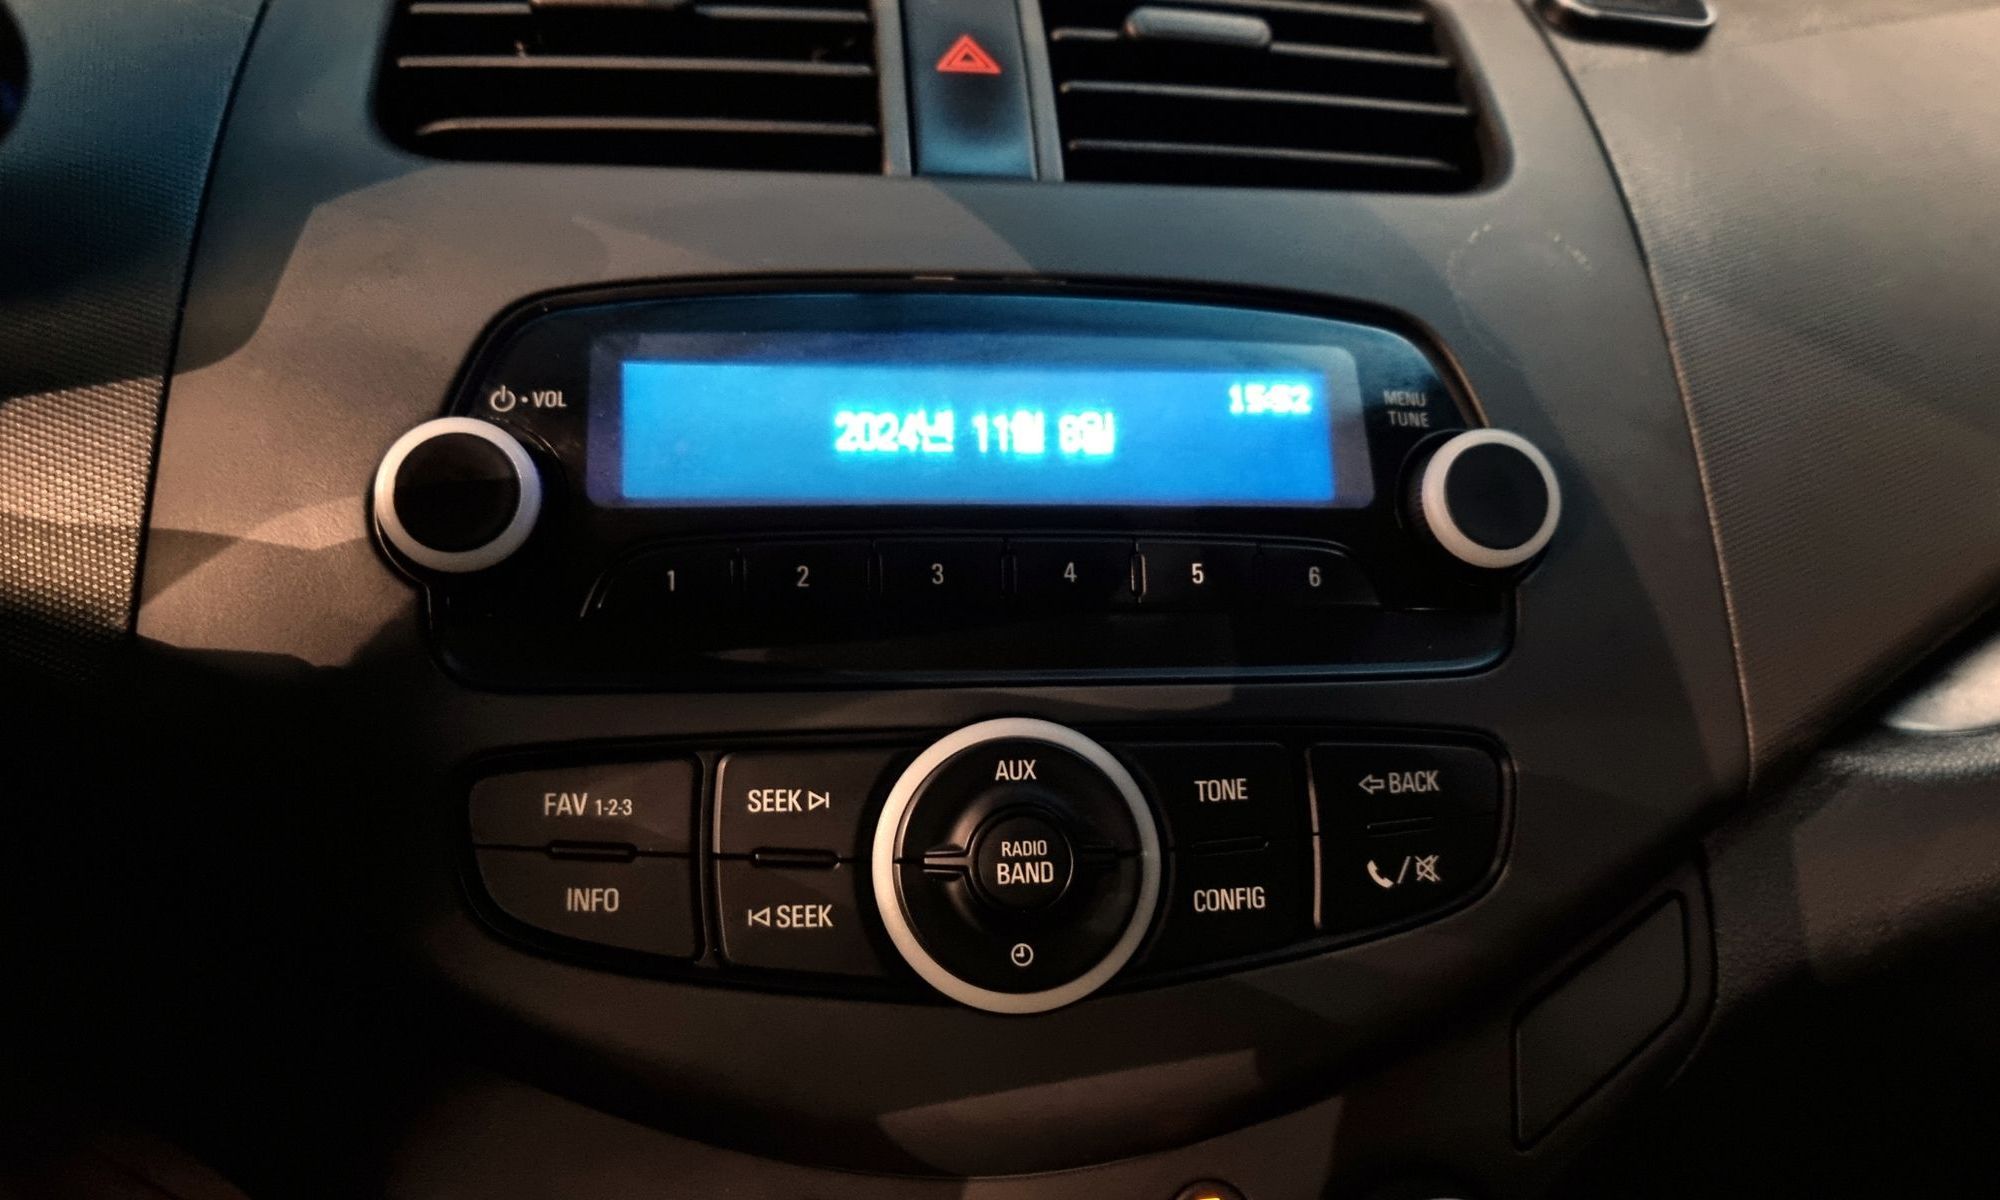 VOL
2024년 11월 8일
MENU
TUNE
1
2
3
4
5
6
FAV 1-2-3
SEEK
AUX
TONE
BACK
RADIO
BAND
INFO
SEEK
CONFIG
/